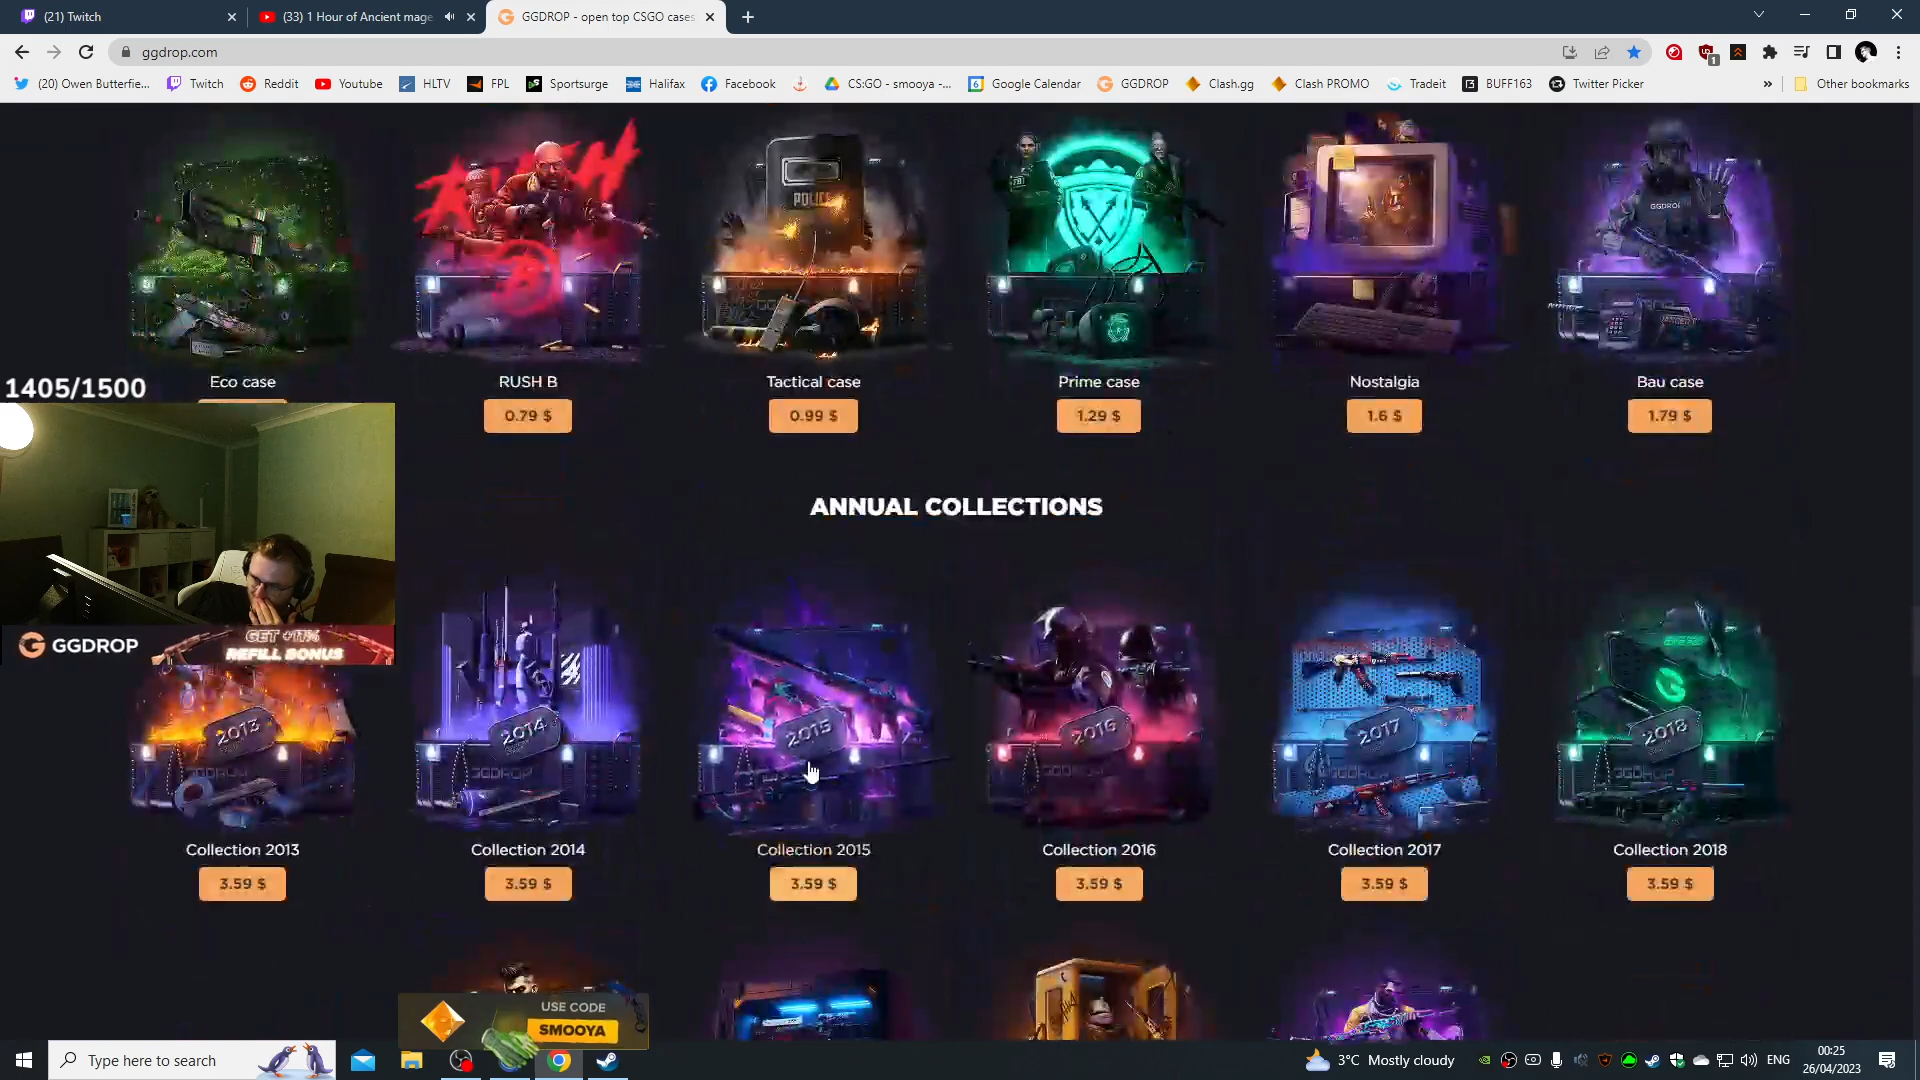 (21) Twitch
(33) 1 Hour of Ancient mage
GGDROP - open top CSGO cases
ggdrop.com
1
(20) Owen Butterfie...
Twitch
Reddit
Youtube
HLTV
FPL
Sportsurge
Halifax
Facebook
CS:GO - smooya -...
Google Calendar
GGDROP
Clash.gg
Clash PROMO
Tradeit
BUFF163
Twitter Picker
»
Other bookmarks
POLICE
GGDROP
Eco case
RUSH B
Tactical case
Prime case
Nostalgia
Bau case
0.79 $
0.99 $
1.29 $
1.6 $
1.79 $
1405/1500
ANNUAL COLLECTIONS
GGDROP
GET +11%
REFILL BONUS
2013
2014
2015
2016
2017
2018
Collection 2013
Collection 2014
Collection 2015
Collection 2016
Collection 2017
Collection 2018
3.59 $
3.59 $
3.59 $
3.59 $
3.59 $
3.59 $
USE CODE
SMOOYA
Type here to search
3°C Mostly cloudy
ENG
00:25
26/04/2023